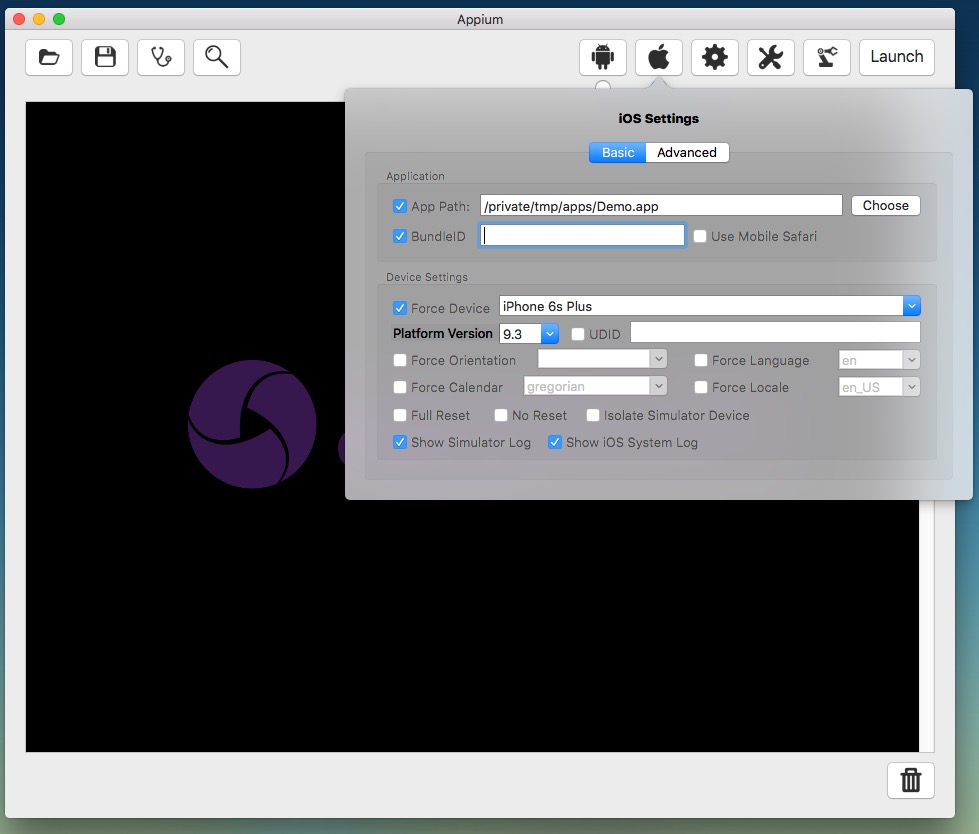 Appium
Launch
iOS Settings
Basic Advanced
Application
App Path: /private/tmp/apps/Demo.app Choose
BundleID Use Mobile Safari
Device Settings
Force Device iPhone 6s Plus
Platform Version 9.3 UDID
Force Orientation Force Language en
Force Calendar gregorian Force Locale en_US
Full Reset No Reset Isolate Simulator Device
Show Simulator Log Show iOS System Log